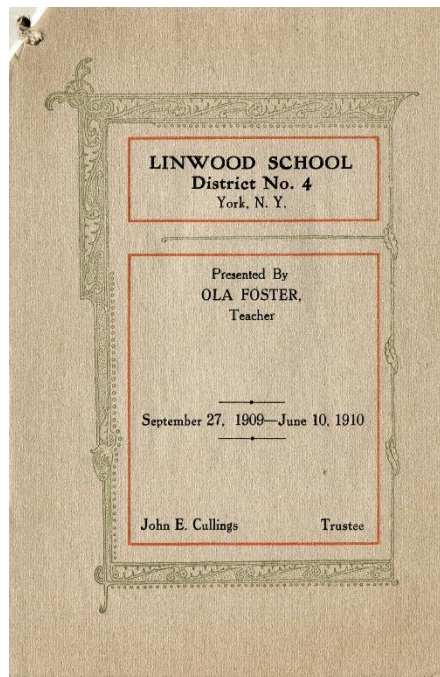 LINWOOD SCHOOL
District No. 4
York, N. Y.
Presented By
OLA FOSTER,
Teacher
September 27, 1909—June 10, 1910
John E. Cullings Trustee